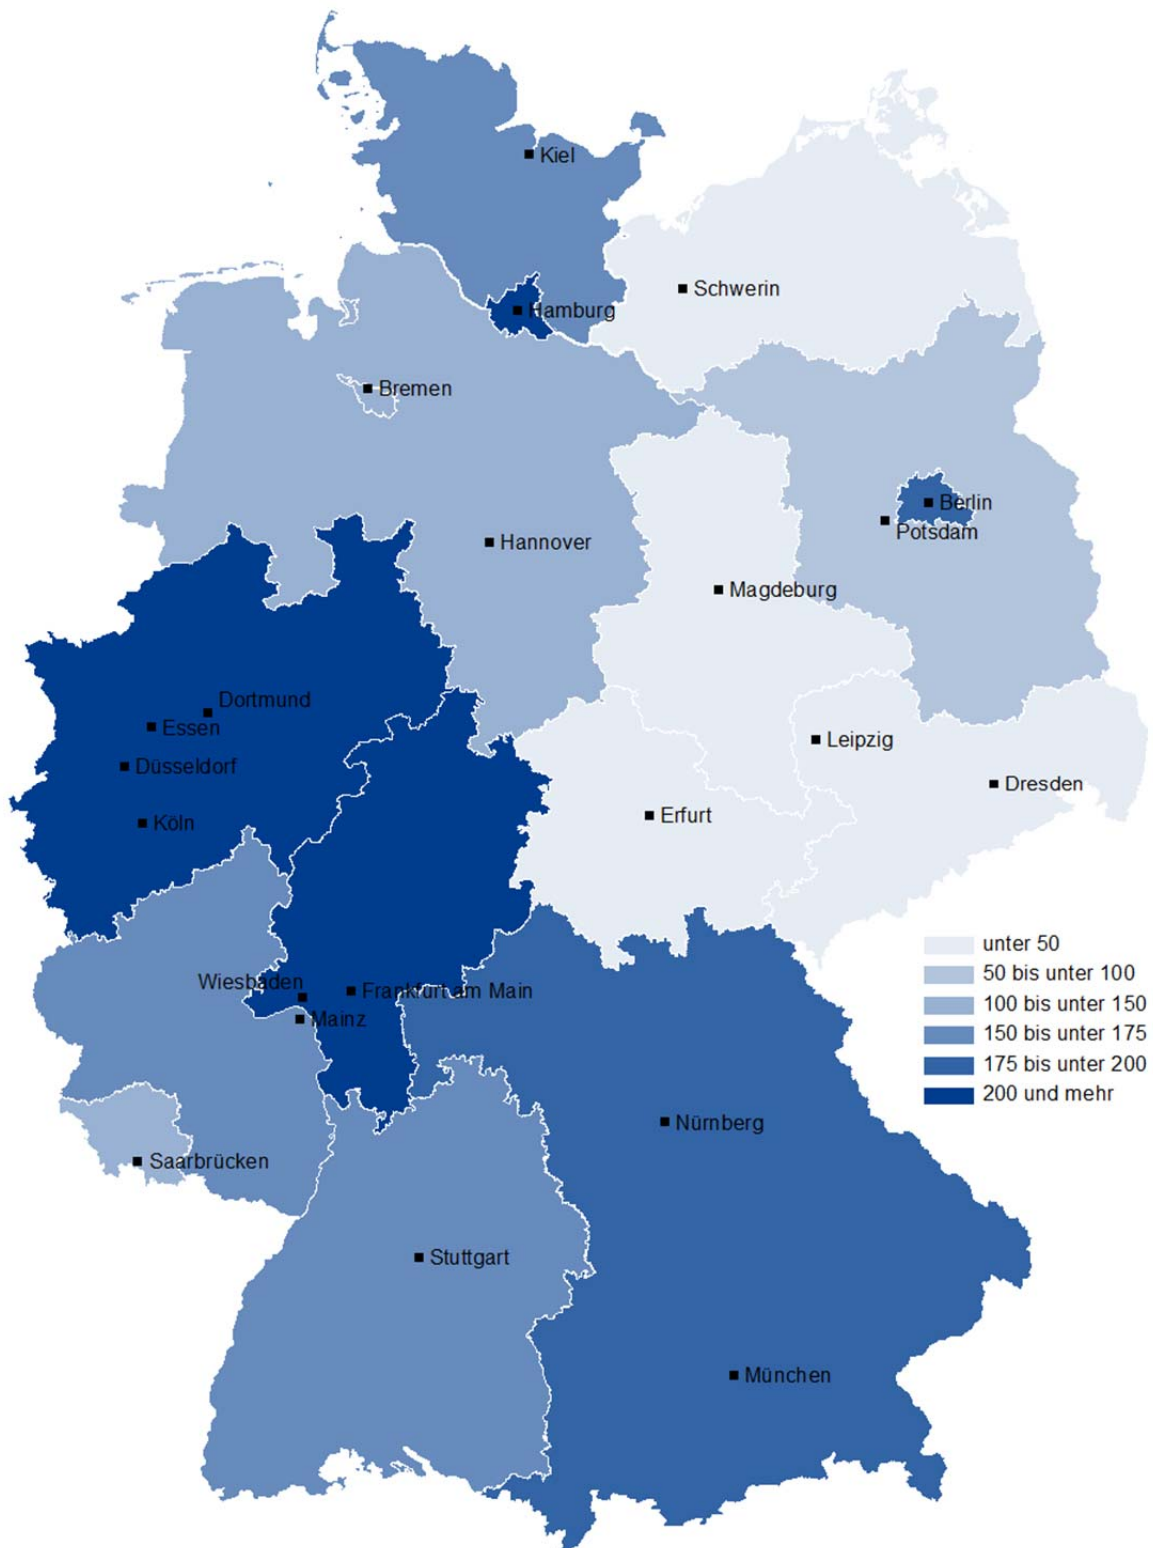 Kiel
Schwerin
Hamburg
Bremen
Berlin
Potsdam
Hannover
Magdeburg
Dortmund
Essen
Leipzig
Düsseldorf
Dresden
Erfurt
Köln
unter 50
50 bis unter 100
Wiesbaden
Frankfurt am Main
100 bis unter 150
Mainz
150 bis unter 175
175 bis unter 200
200 und mehr
Nürnberg
Saarbrücken
Stuttgart
München